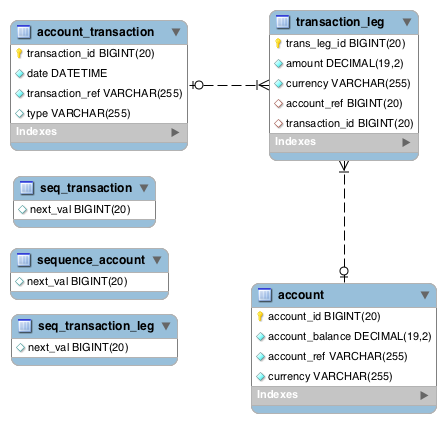 account_transaction
transaction_id BIGINT(20)
date DATETIME
transaction_ref VARCHAR(255)
type VARCHAR(255)
Indexes
transaction_leg
trans_leg_id BIGINT(20)
amount DECIMAL(19,2)
currency VARCHAR(255)
account_ref BIGINT(20)
transaction_id BIGINT(20)
Indexes
seq_transaction
next_val BIGINT(20)
sequence_account
next_val BIGINT(20)
seq_transaction_leg
next_val BIGINT(20)
account
account_id BIGINT(20)
account_balance DECIMAL(19,2)
account_ref VARCHAR(255)
currency VARCHAR(255)
Indexes